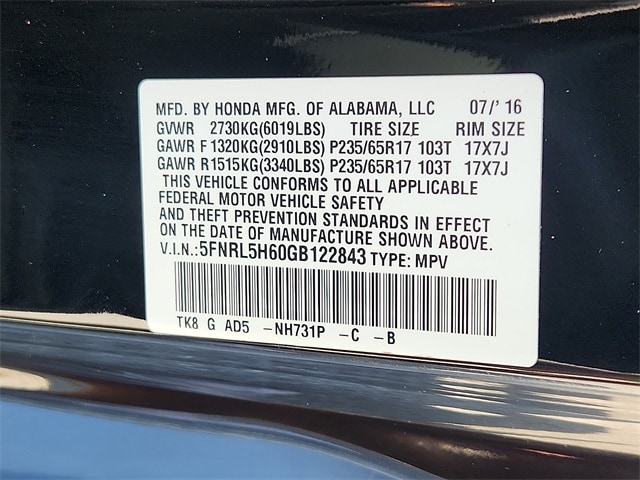 MFD. BY HONDA MFG. OF ALABAMA, LLC 07/'16
GVWR 2730KG(6019LBS) TIRE SIZE RIM SIZE
GAWR F 1320KG(2910LBS) P235/65R17 103T 17X7J
GAWR R1515KG(3340LBS) P235/65R17 103T 17X7J
THIS VEHICLE CONFORMS TO ALL APPLICABLE
FEDERAL MOTOR VEHICLE SAFETY
AND THEFT PREVENTION STANDARDS IN EFFECT
ON THE DATE OF MANUFACTURE SHOWN ABOVE.
V.I.N.:5FNRL5H60GB122843 TYPE: MPV
TK8 G AD5 -NH731P -C -B